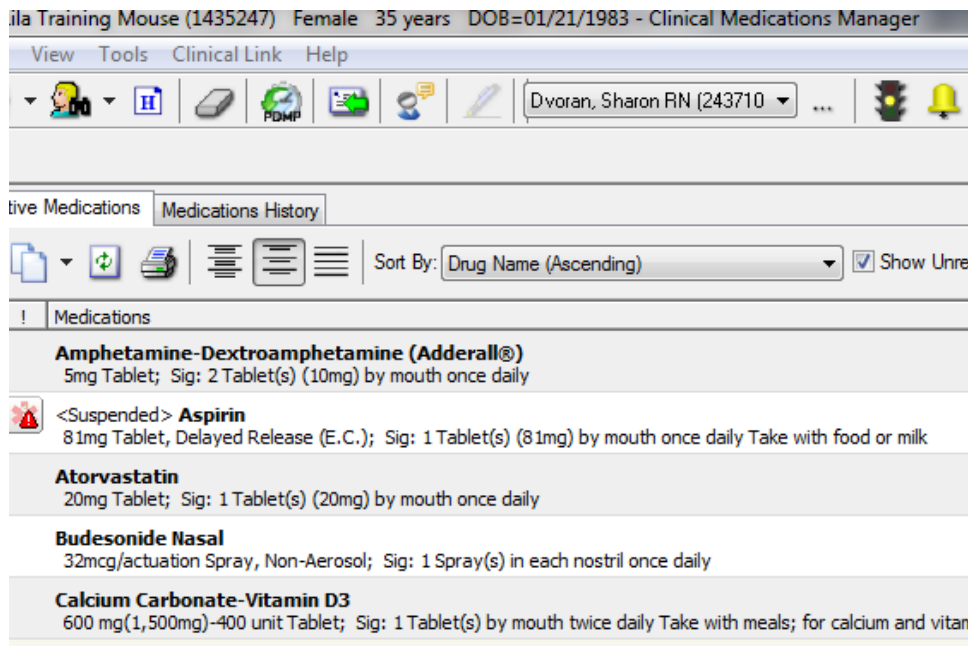 ila Training Mouse (1435247) Female 35 years DOB=01/21/1983 - Clinical Medications Manager
View Tools Clinical Link Help
H PDMP Dvoran, Sharon RN (243710 ...
tive Medications Medications History
Sort By: Drug Name (Ascending) Show Unre
! Medications
Amphetamine-Dextroamphetamine (Adderall®)
5mg Tablet; Sig: 2 Tablet(s) (10mg) by mouth once daily
<Suspended> Aspirin
81mg Tablet, Delayed Release (E.C.); Sig: 1 Tablet(s) (81mg) by mouth once daily Take with food or milk
Atorvastatin
20mg Tablet; Sig: 1 Tablet(s) (20mg) by mouth once daily
Budesonide Nasal
32mcg/actuation Spray, Non-Aerosol; Sig: 1 Spray(s) in each nostril once daily
Calcium Carbonate-Vitamin D3
600 mg(1,500mg)-400 unit Tablet; Sig: 1 Tablet(s) by mouth twice daily Take with meals; for calcium and vitam